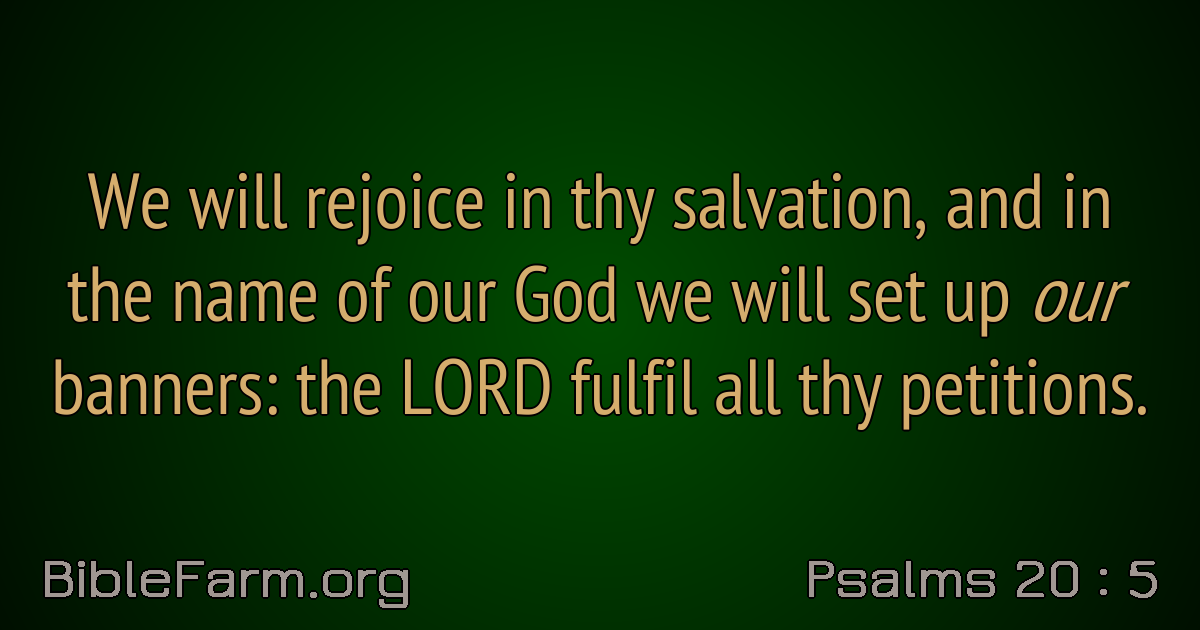 We will rejoice in thy salvation, and in
the name of our God we will set up our
banners: the LORD fulfil all thy petitions.
BibleFarm.org
Psalms 20 : 5